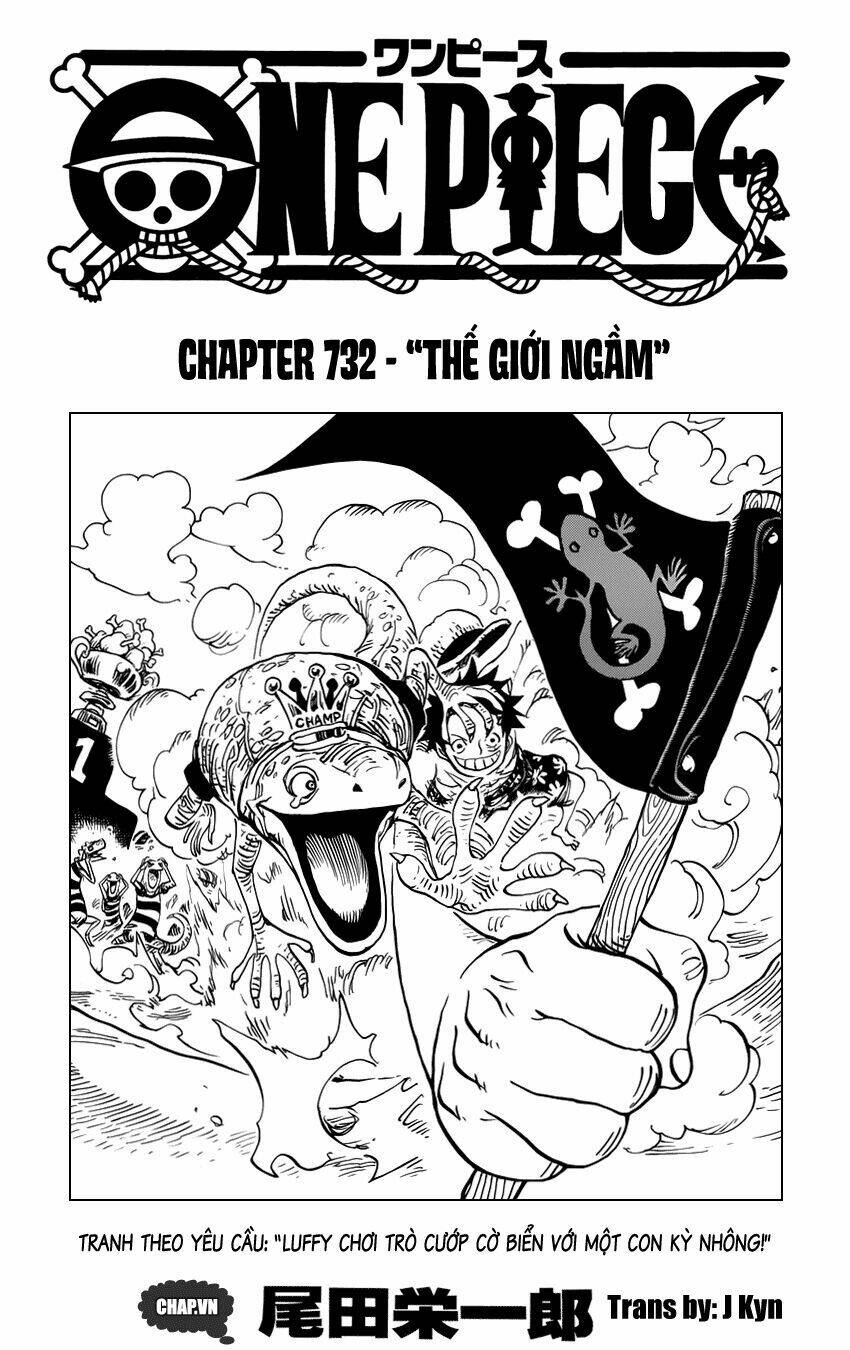 ワンピース
ONE PIECE
CHAPTER 732 - “THẾ GIỚI NGẦM”
CHAMP
1
TRANH THEO YÊU CẦU: “LUFFY CHƠI TRÒ CƯỚP CỜ BIỂN VỚI MỘT CON KỲ NHÔNG!”
CHAP.VN
尾田栄一郎
Trans by: J Kyn